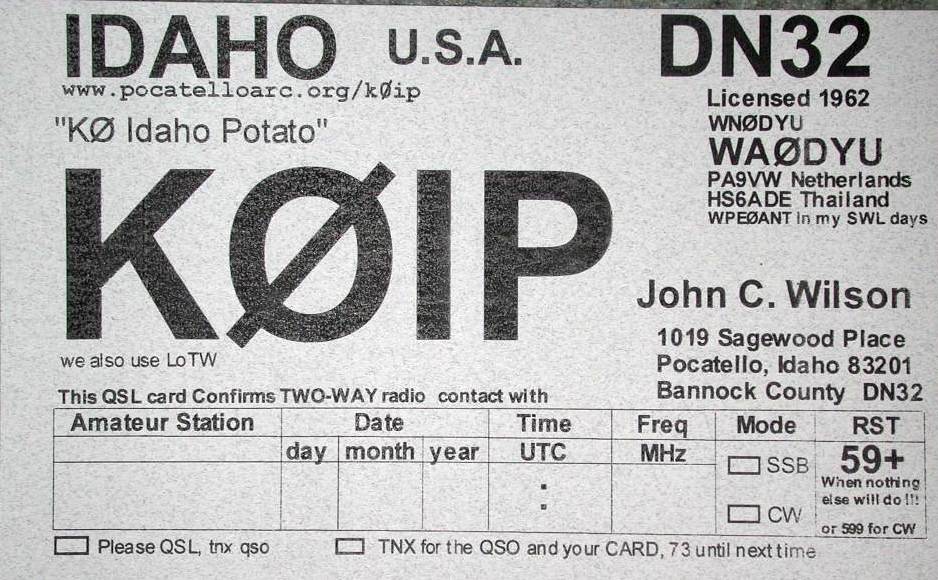 IDAHO U.S.A. DN32
www.pocatelloarc.org/kØip
Licensed 1962
"KØ Idaho Potato"
WNØDYU
WAØDYU
PA9VW Netherlands
HS6ADE Thailand
WPEØANT In my SWL days
KØIP
John C. Wilson
1019 Sagewood Place
we also use LoTW
Pocatello, Idaho 83201
Bannock County DN32
This QSL card Confirms TWO-WAY radio contact with
Amateur Station Date Time Freq Mode RST
day month year UTC MHz
SSB 59+
When nothing
else will do !!!
CW
or 599 for CW
Please QSL, tnx qso TNX for the QSO and your CARD, 73 until next time